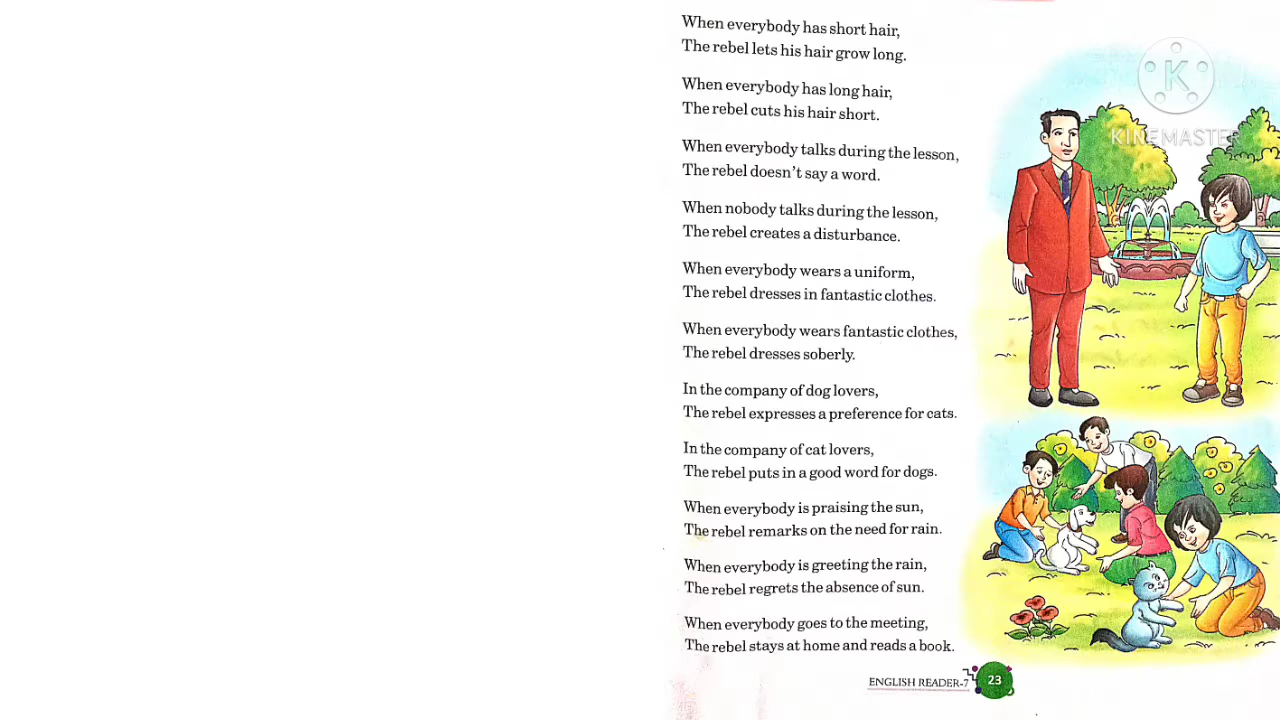 When everybody has short hair,
The rebel lets his hair grow long.
When everybody has long hair,
The rebel cuts his hair short.
When everybody talks during the lesson,
The rebel doesn't say a word.
When nobody talks during the lesson,
The rebel creates a disturbance.
When everybody wears a uniform,
The rebel dresses in fantastic clothes.
When everybody wears fantastic clothes,
The rebel dresses soberly.
In the company of dog lovers,
The rebel expresses a preference for cats.
In the company of cat lovers,
The rebel puts in a good word for dogs.
When everybody is praising the sun,
The rebel remarks on the need for rain.
When everybody is greeting the rain,
The rebel regrets the absence of sun.
When everybody goes to the meeting,
The rebel stays at home and reads a book.
ENGLISH READER-7 23
K
KINEMASTER